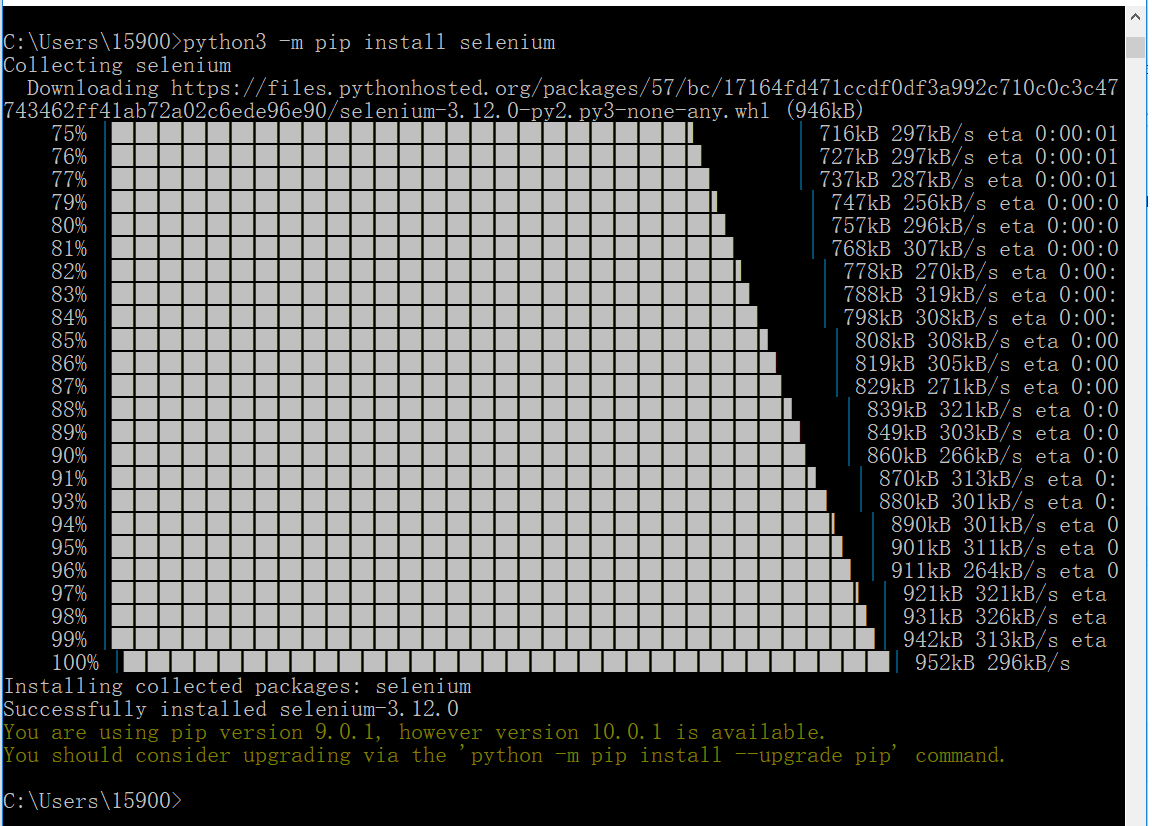 C:\Users\15900>python3 -m pip install selenium
Collecting selenium
  Downloading https://files.pythonhosted.org/packages/57/bc/17164fd471ccdf0df3a992c710c0c3c47
743462ff41ab72a02c6ede96e90/selenium-3.12.0-py2.py3-none-any.whl (946kB)
75% 716kB 297kB/s eta 0:00:01
76% 727kB 297kB/s eta 0:00:01
77% 737kB 287kB/s eta 0:00:01
79% 747kB 256kB/s eta 0:00:0
80% 757kB 296kB/s eta 0:00:0
81% 768kB 307kB/s eta 0:00:0
82% 778kB 270kB/s eta 0:00:
83% 788kB 319kB/s eta 0:00:
84% 798kB 308kB/s eta 0:00:
85% 808kB 308kB/s eta 0:00
86% 819kB 305kB/s eta 0:00
87% 829kB 271kB/s eta 0:00
88% 839kB 321kB/s eta 0:0
89% 849kB 303kB/s eta 0:0
90% 860kB 266kB/s eta 0:0
91% 870kB 313kB/s eta 0:
93% 880kB 301kB/s eta 0:
94% 890kB 301kB/s eta 0
95% 901kB 311kB/s eta 0
96% 911kB 264kB/s eta 0
97% 921kB 321kB/s eta
98% 931kB 326kB/s eta
99% 942kB 313kB/s eta
100% 952kB 296kB/s
Installing collected packages: selenium
Successfully installed selenium-3.12.0
You are using pip version 9.0.1, however version 10.0.1 is available.
You should consider upgrading via the 'python -m pip install --upgrade pip' command.
C:\Users\15900>